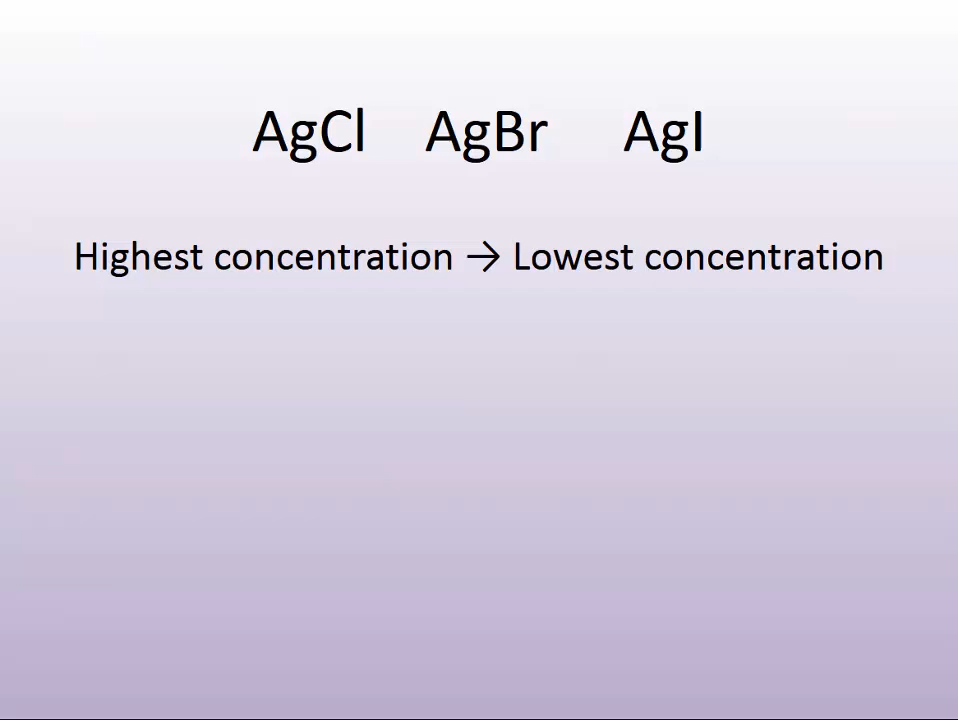 AgCl AgBr AgI
Highest concentration → Lowest concentration